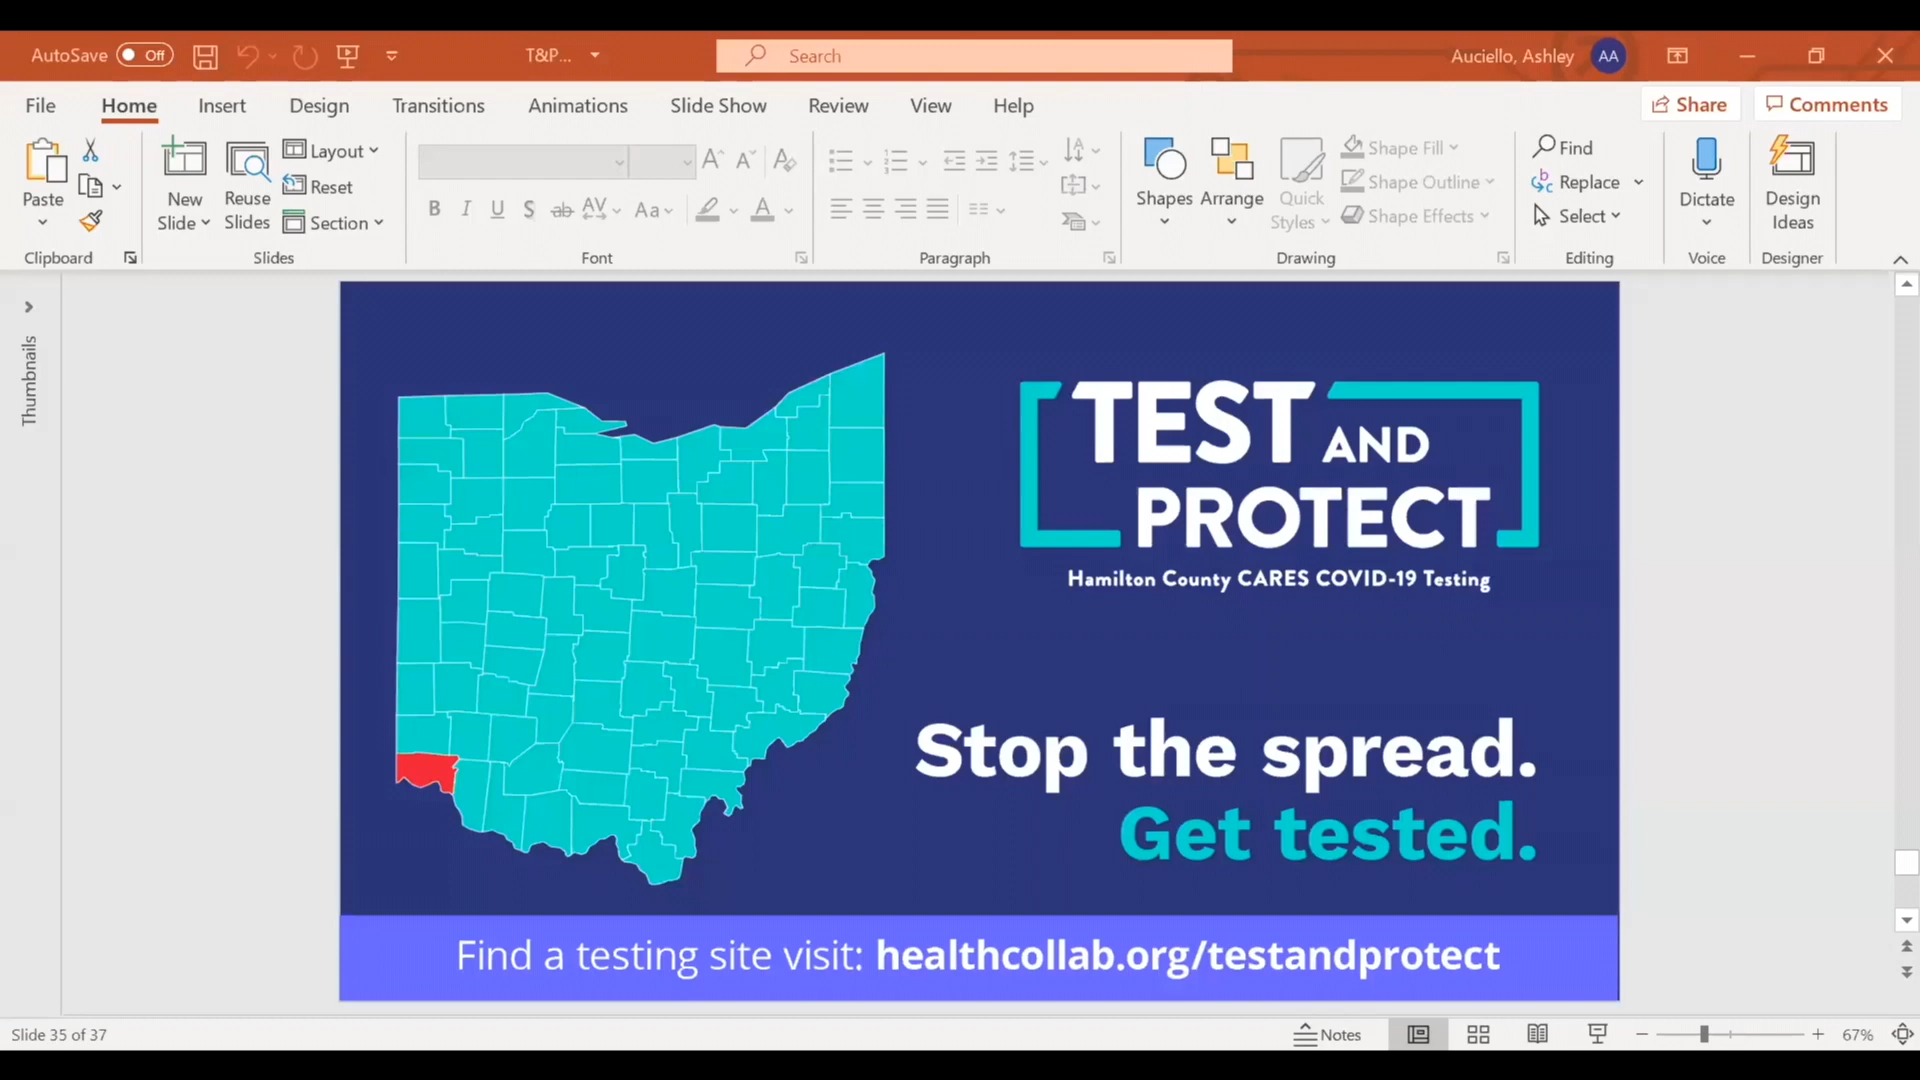 AutoSave Off T&P... Search Auciello, Ashley AA
File Home Insert Design Transitions Animations Slide Show Review View Help Share Comments
Paste
Clipboard
New Slide
Reuse Slides
Layout
Reset
Section
Slides
B I U S ab AV Aa A
Font
Paragraph
Shapes
Arrange
Quick Styles
Shape Fill
Shape Outline
Shape Effects
Drawing
Find
Replace
Select
Editing
Dictate
Voice
Design Ideas
Designer
Thumbnails
TEST AND
PROTECT
Hamilton County CARES COVID-19 Testing
Stop the spread.
Get tested.
Find a testing site visit: healthcollab.org/testandprotect
Slide 35 of 37 Notes 67%